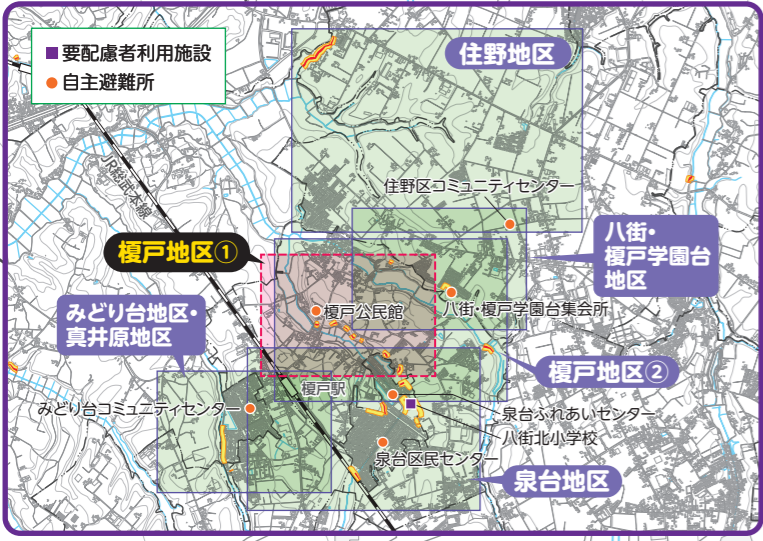 ■要配慮者利用施設
●自主避難所
住野地区
JR総武本線
住野区コミュニティセンター
榎戸地区①
八街・
榎戸学園台
地区
榎戸公民館
八街・榎戸学園台集会所
みどり台地区・
真井原地区
榎戸地区②
榎戸駅
みどり台コミュニティセンター
泉台ふれあいセンター
八街北小学校
泉台区民センター
泉台地区